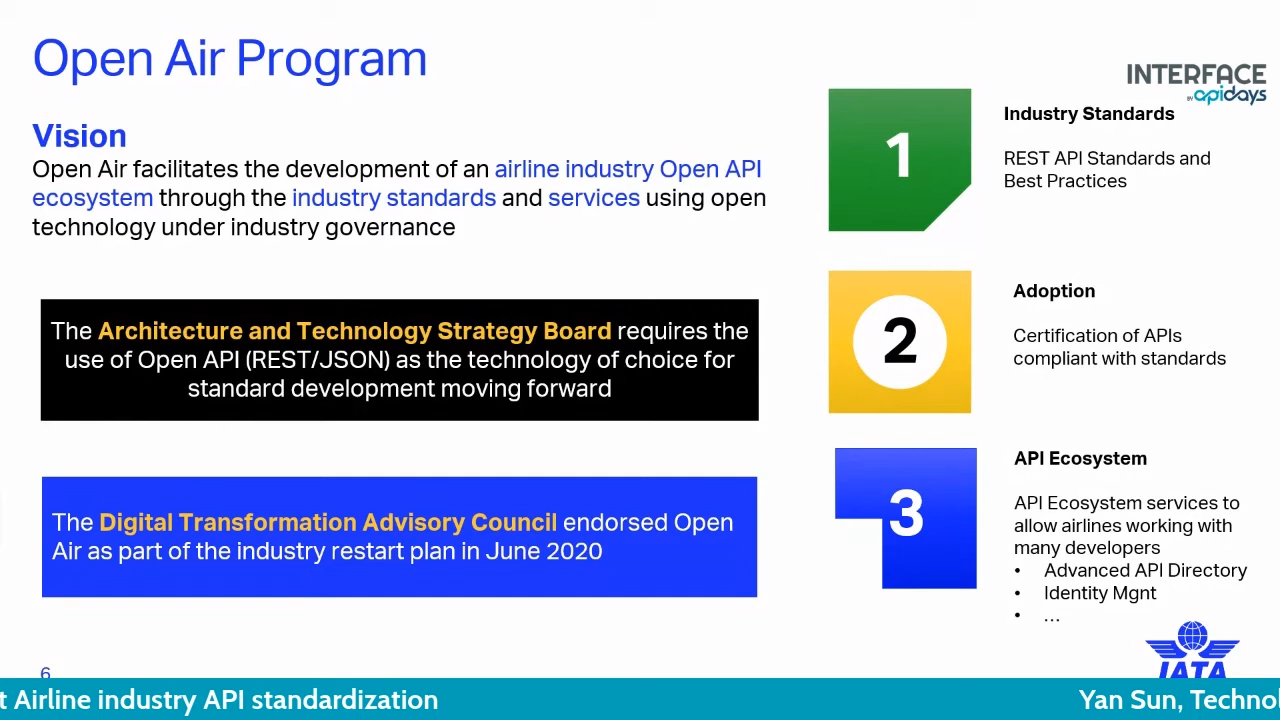 Open Air Program
INTERFACE
BY apidays
Vision
Open Air facilitates the development of an airline industry Open API
ecosystem through the industry standards and services using open
technology under industry governance
The Architecture and Technology Strategy Board requires the
use of Open API (REST/JSON) as the technology of choice for
standard development moving forward
The Digital Transformation Advisory Council endorsed Open
Air as part of the industry restart plan in June 2020
1
Industry Standards
REST API Standards and
Best Practices
2
Adoption
Certification of APIs
compliant with standards
3
API Ecosystem
API Ecosystem services to
allow airlines working with
many developers
• Advanced API Directory
• Identity Mgnt
• ...
IATA
6
t Airline industry API standardization
Yan Sun, Technol